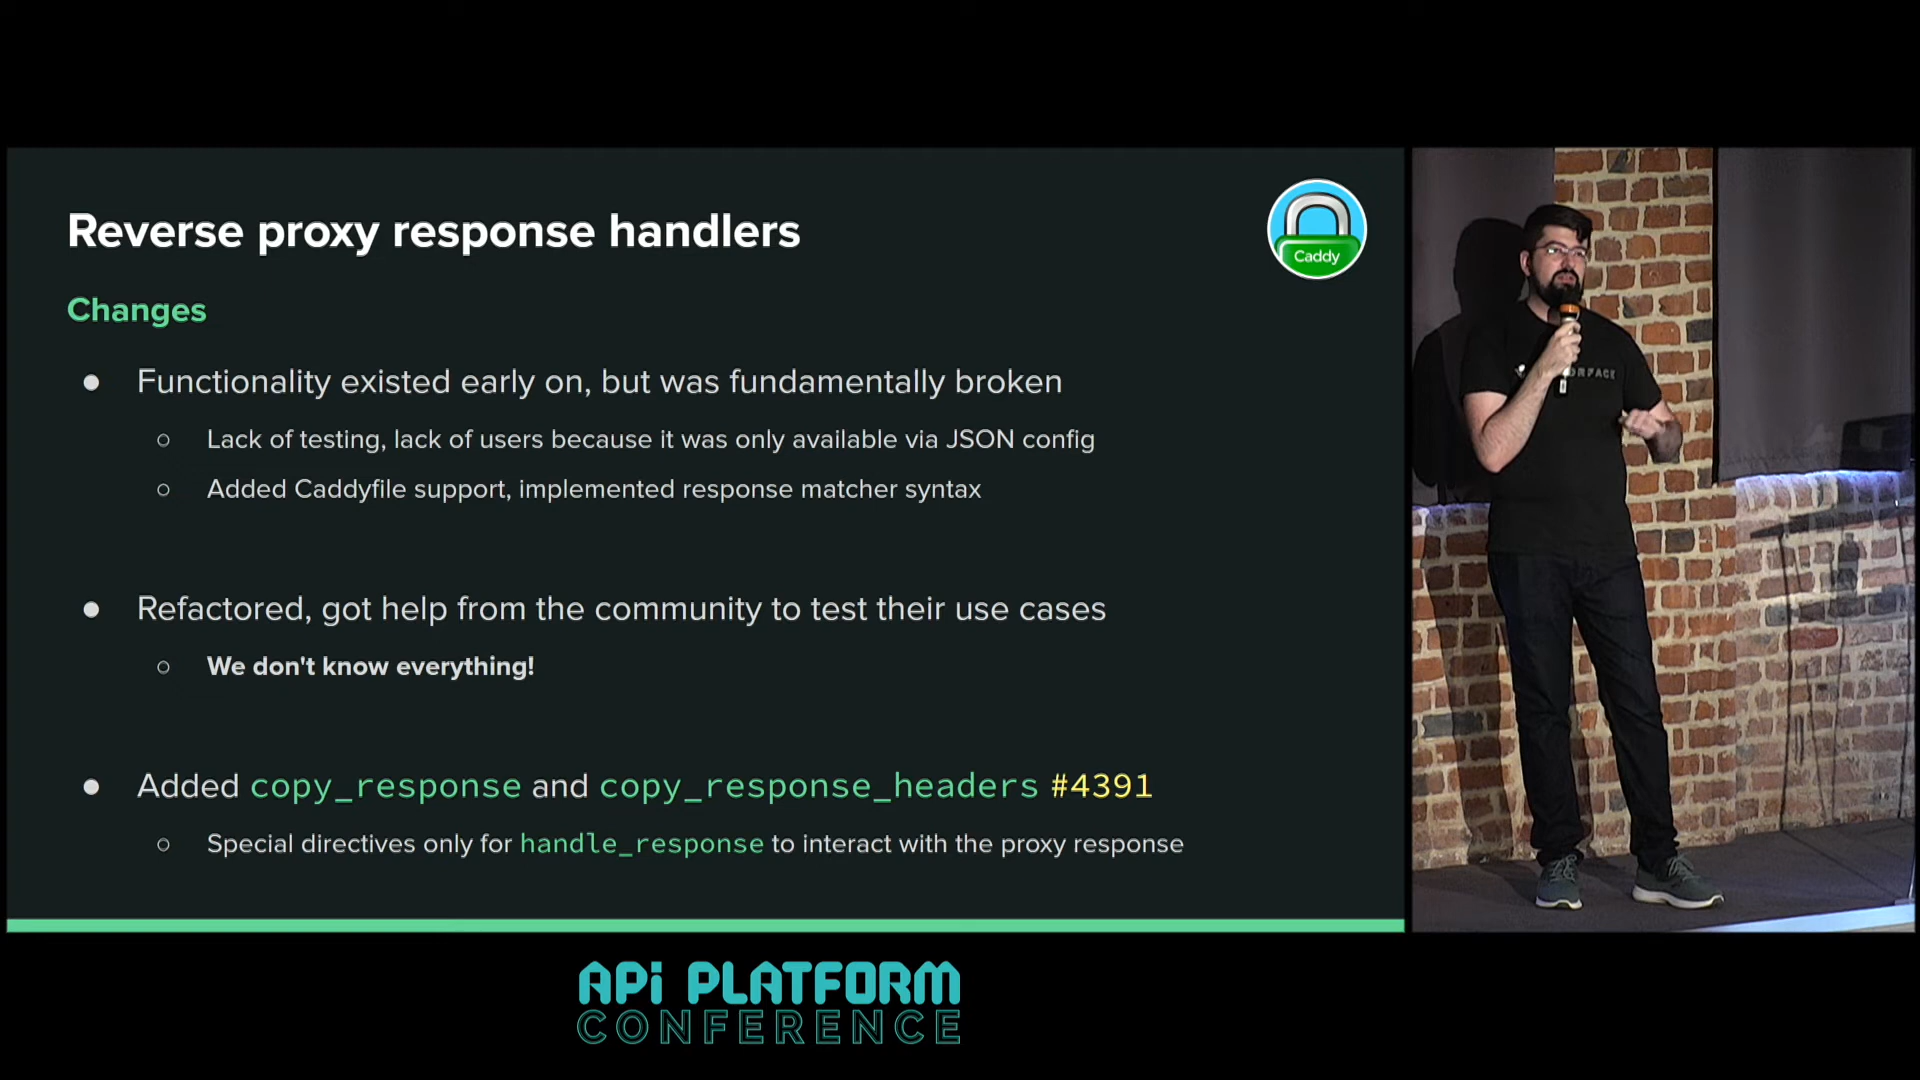 Reverse proxy response handlers
Caddy
Changes
● Functionality existed early on, but was fundamentally broken
○ Lack of testing, lack of users because it was only available via JSON config
○ Added Caddyfile support, implemented response matcher syntax
● Refactored, got help from the community to test their use cases
○ We don't know everything!
● Added copy_response and copy_response_headers #4391
○ Special directives only for handle_response to interact with the proxy response
APi PLATFORM
CONFERENCE